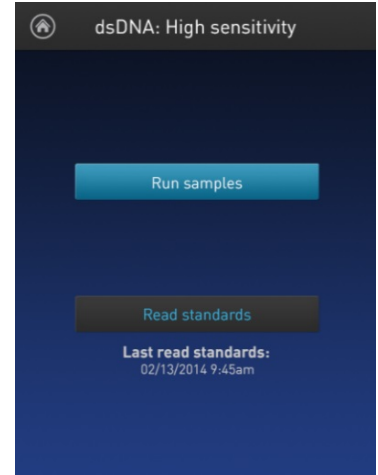 dsDNA: High sensitivity
Run samples
Read standards
Last read standards:
02/13/2014 9:45am